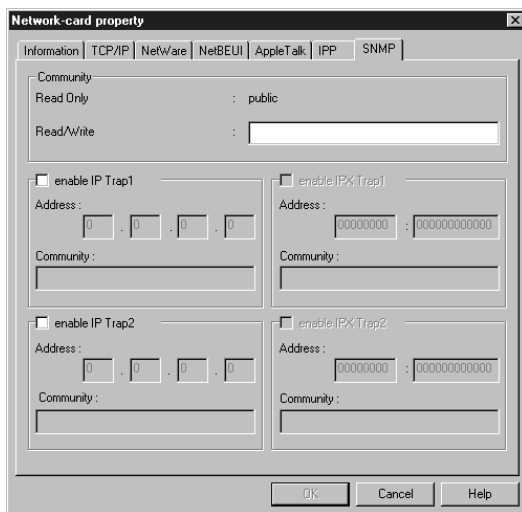 Network-card property
Information TCP/IP NetWare NetBEUI AppleTalk IPP SNMP
Community
Read Only : public
Read/Write :
enable IP Trap1
Address :
0 . 0 . 0 . 0
Community :
enable IPX Trap1
Address :
00000000 : 000000000000
Community :
enable IP Trap2
Address :
0 . 0 . 0 . 0
Community :
enable IPX Trap2
Address :
00000000 : 000000000000
Community :
OK Cancel Help